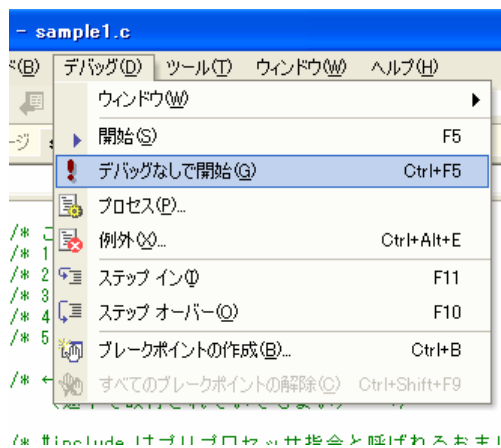 - sample1.c
(B) デバッグ(D) ツール(T) ウィンドウ(W) ヘルプ(H)
ウィンドウ(W)
開始(S) F5
デバッグなしで開始(G) Ctrl+F5
プロセス(P)...
例外(X)... Ctrl+Alt+E
ステップ イン(I) F11
ステップ オーバー(O) F10
ブレークポイントの作成(B)... Ctrl+B
すべてのブレークポイントの解除(C) Ctrl+Shift+F9
/* こ
/* 1
/* 2
/* 3
/* 4
/* 5
/* ←
/* #include はプリプロセッサ指令と呼ばれるおまし